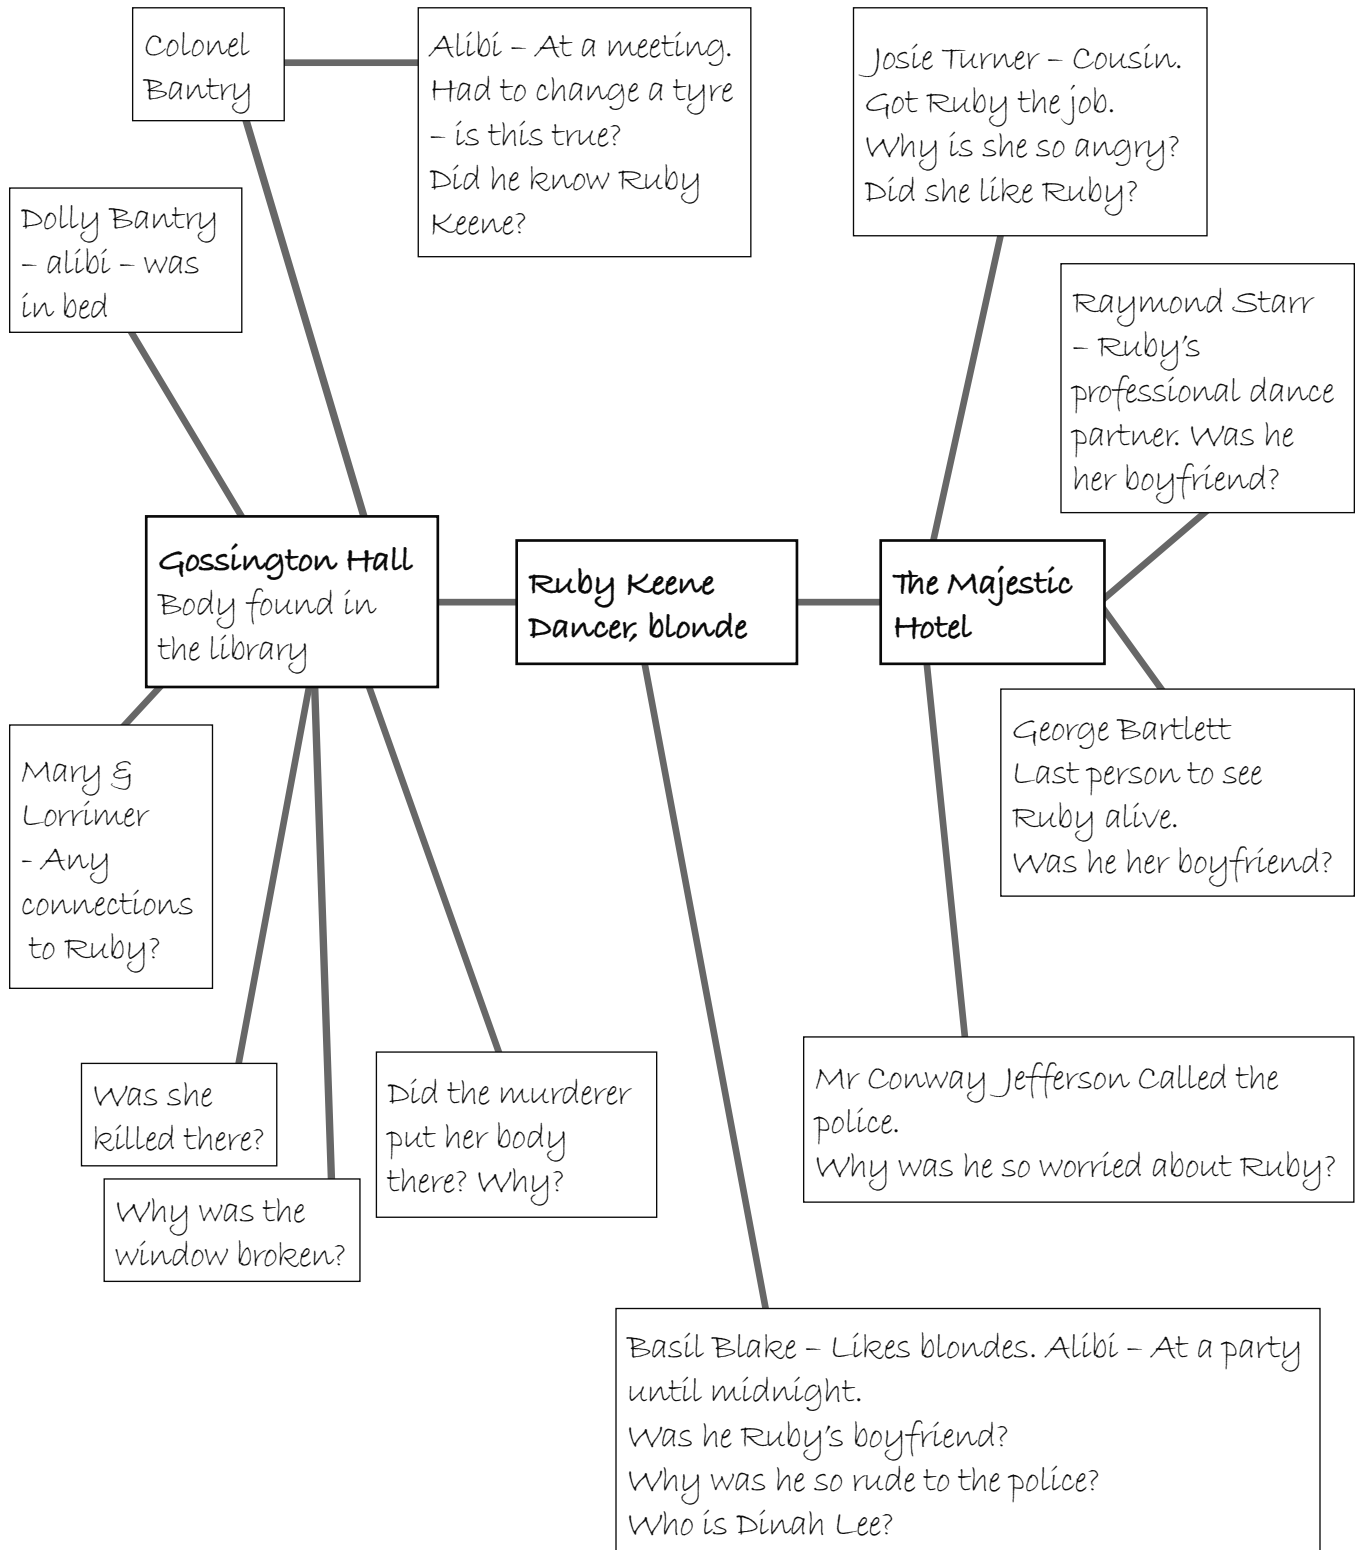 Colonel
Bantry
Alibi – At a meeting.
Had to change a tyre
– is this true?
Did he know Ruby
Keene?
Josie Turner – Cousin.
Got Ruby the job.
Why is she so angry?
Did she like Ruby?
Dolly Bantry
– alibi – was
in bed
Raymond Starr
– Ruby's
professional dance
partner. Was he
her boyfriend?
Gossington Hall
Body found in
the library
Ruby Keene
Dancer, blonde
The Majestic
Hotel
Mary &
Lorrimer
- Any
connections
to Ruby?
George Bartlett
Last person to see
Ruby alive.
Was he her boyfriend?
Was she
killed there?
Did the murderer
put her body
there? Why?
Mr Conway Jefferson Called the
police.
Why was he so worried about Ruby?
Why was the
window broken?
Basil Blake – Likes blondes. Alibi – At a party
until midnight.
Was he Ruby's boyfriend?
Why was he so rude to the police?
Who is Dinah Lee?